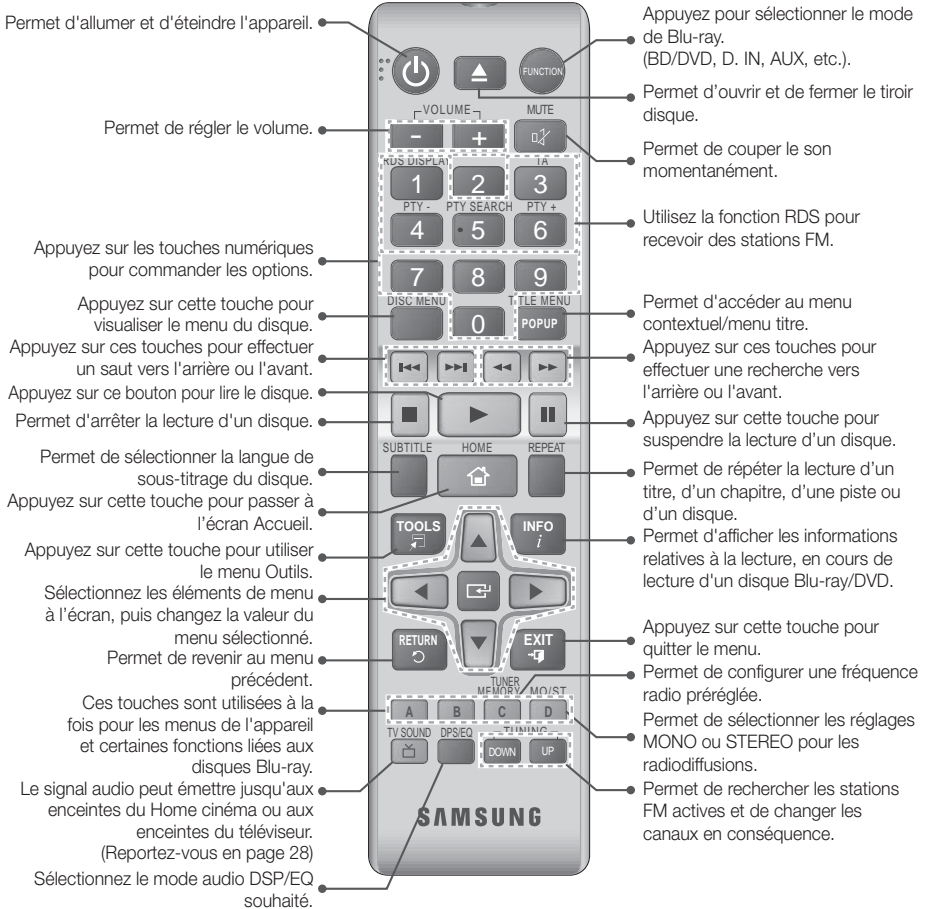 Permet d'allumer et d'éteindre l'appareil.
Permet de régler le volume.
Appuyez sur les touches numériques
pour commander les options.
Appuyez sur cette touche pour
visualiser le menu du disque.
Appuyez sur ces touches pour effectuer
un saut vers l'arrière ou l'avant.
Appuyez sur ce bouton pour lire le disque.
Permet d'arrêter la lecture d'un disque.
Permet de sélectionner la langue de
sous-titrage du disque.
Appuyez sur cette touche pour passer à
l'écran Accueil.
Appuyez sur cette touche pour utiliser
le menu Outils.
Sélectionnez les éléments de menu
à l'écran, puis changez la valeur du
menu sélectionné.
Permet de revenir au menu
précédent.
Ces touches sont utilisées à la
fois pour les menus de l'appareil
et certaines fonctions liées aux
disques Blu-ray.
Le signal audio peut émettre jusqu'aux
enceintes du Home cinéma ou aux
enceintes du téléviseur.
(Reportez-vous en page 28)
Sélectionnez le mode audio DSP/EQ
souhaité.
FUNCTION
VOLUME
MUTE
- +
RDS DISPLAY TA
1 2 3
PTY - PTY SEARCH PTY +
4 5 6
7 8 9
DISC MENU TITLE MENU
0 POPUP
SUBTITLE HOME REPEAT
TOOLS INFO
i
RETURN EXIT
TUNER
MEMORY MO/ST
A B C D
TV SOUND DPS/EQ TUNING
DOWN UP
SAMSUNG
Appuyez pour sélectionner le mode
de Blu-ray.
(BD/DVD, D. IN, AUX, etc.).
Permet d'ouvrir et de fermer le tiroir
disque.
Permet de couper le son
momentanément.
Utilisez la fonction RDS pour
recevoir des stations FM.
Permet d'accéder au menu
contextuel/menu titre.
Appuyez sur ces touches pour
effectuer une recherche vers
l'arrière ou l'avant.
Appuyez sur cette touche pour
suspendre la lecture d'un disque.
Permet de répéter la lecture d'un
titre, d'un chapitre, d'une piste ou
d'un disque.
Permet d'afficher les informations
relatives à la lecture, en cours de
lecture d'un disque Blu-ray/DVD.
Appuyez sur cette touche pour
quitter le menu.
Permet de configurer une fréquence
radio préréglée.
Permet de sélectionner les réglages
MONO ou STEREO pour les
radiodiffusions.
Permet de rechercher les stations
FM actives et de changer les
canaux en conséquence.